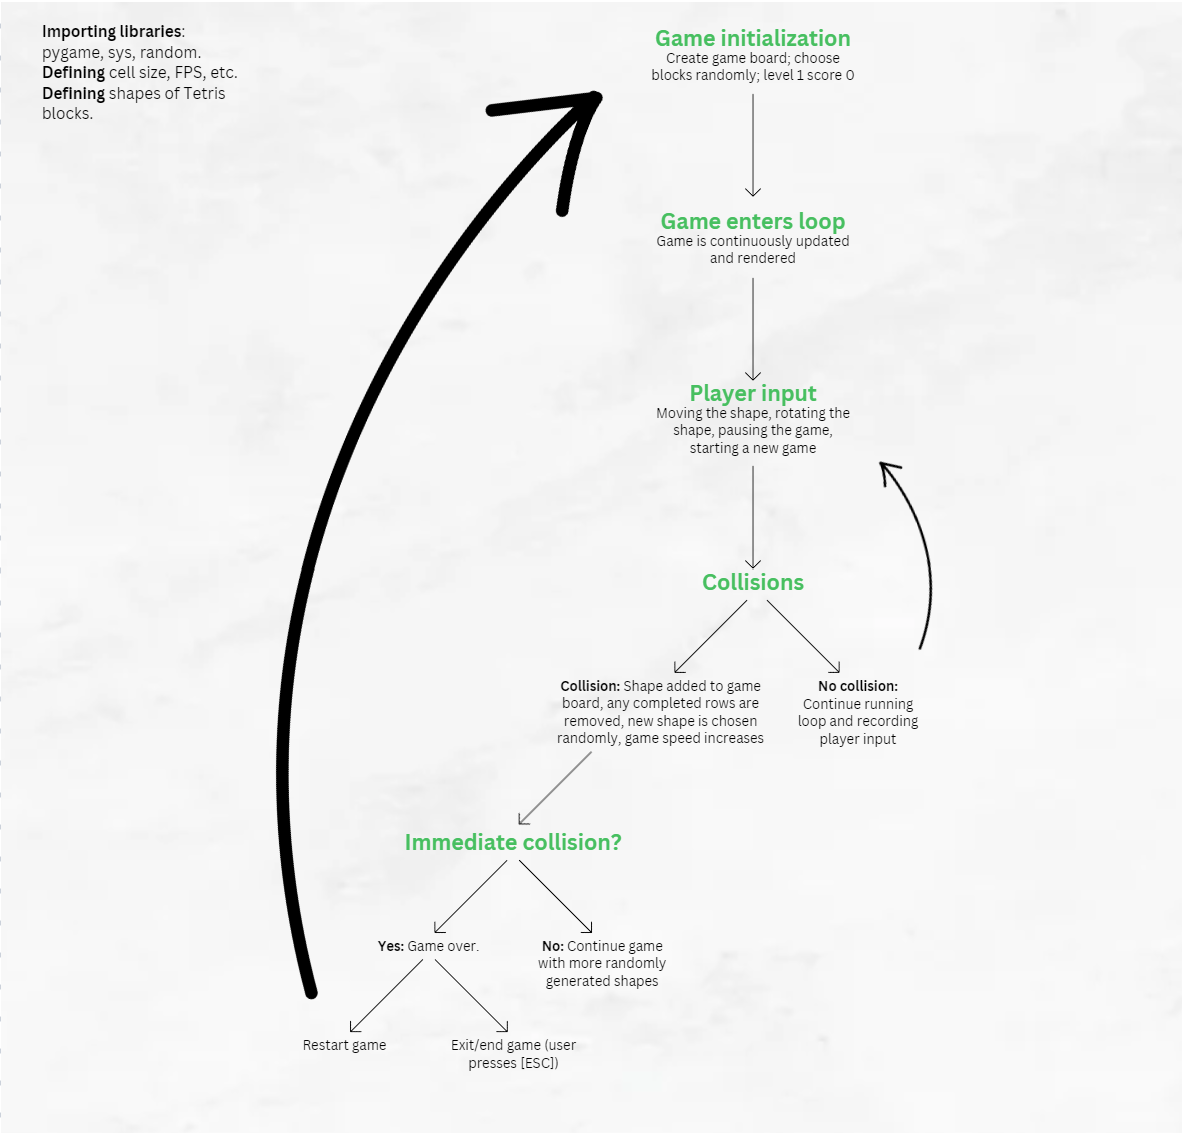 Importing libraries:
pygame, sys, random.
Defining cell size, FPS, etc.
Defining shapes of Tetris
blocks.
Game initialization
Create game board; choose
blocks randomly; level 1 score 0
Game enters loop
Game is continuously updated
and rendered
Player input
Moving the shape, rotating the
shape, pausing the game,
starting a new game
Collisions
Collision: Shape added to game
board, any completed rows are
removed, new shape is chosen
randomly, game speed increases
No collision:
Continue running
loop and recording
player input
Immediate collision?
Yes: Game over.
No: Continue game
with more randomly
generated shapes
Restart game
Exit/end game (user
presses [ESC])